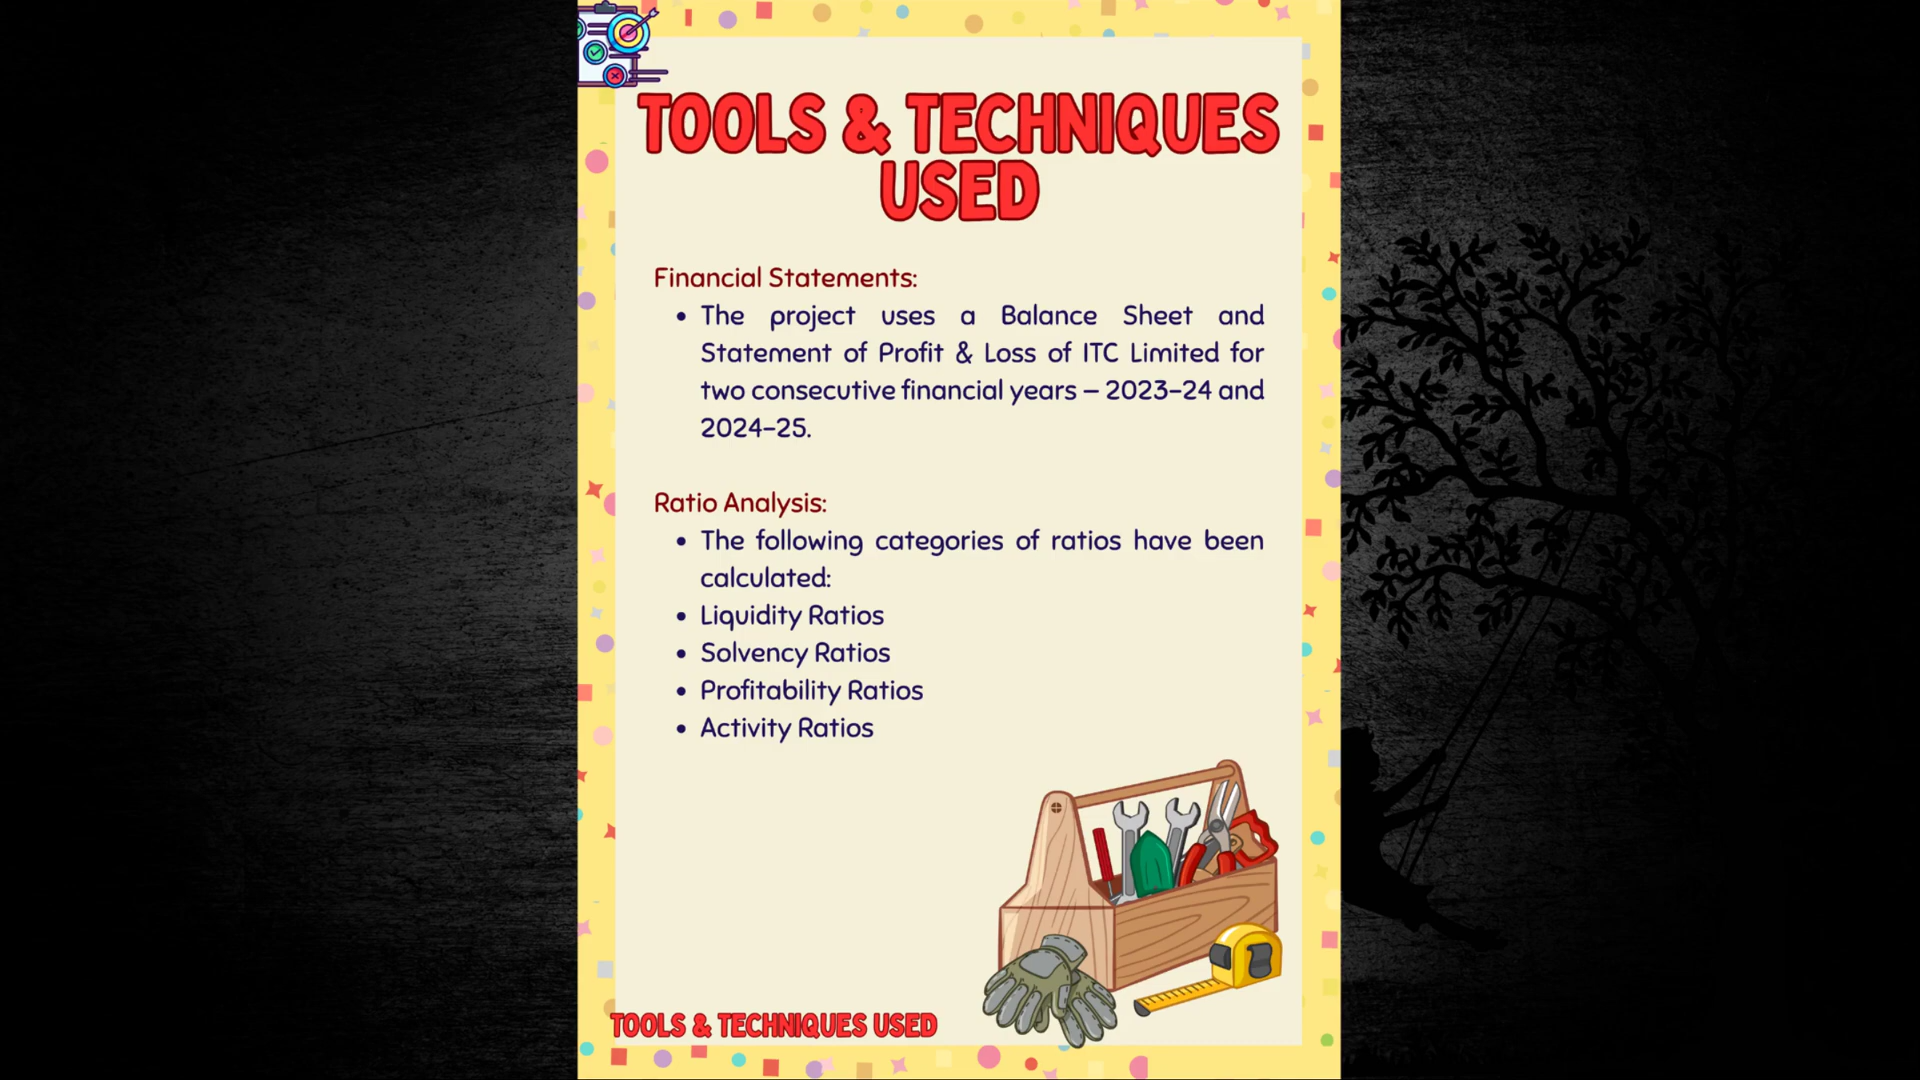 TOOLS & TECHNIQUES
USED
Financial Statements:
• The project uses a Balance Sheet and
Statement of Profit & Loss of ITC Limited for
two consecutive financial years – 2023–24 and
2024–25.
Ratio Analysis:
• The following categories of ratios have been
calculated:
• Liquidity Ratios
• Solvency Ratios
• Profitability Ratios
• Activity Ratios
TOOLS & TECHNIQUES USED